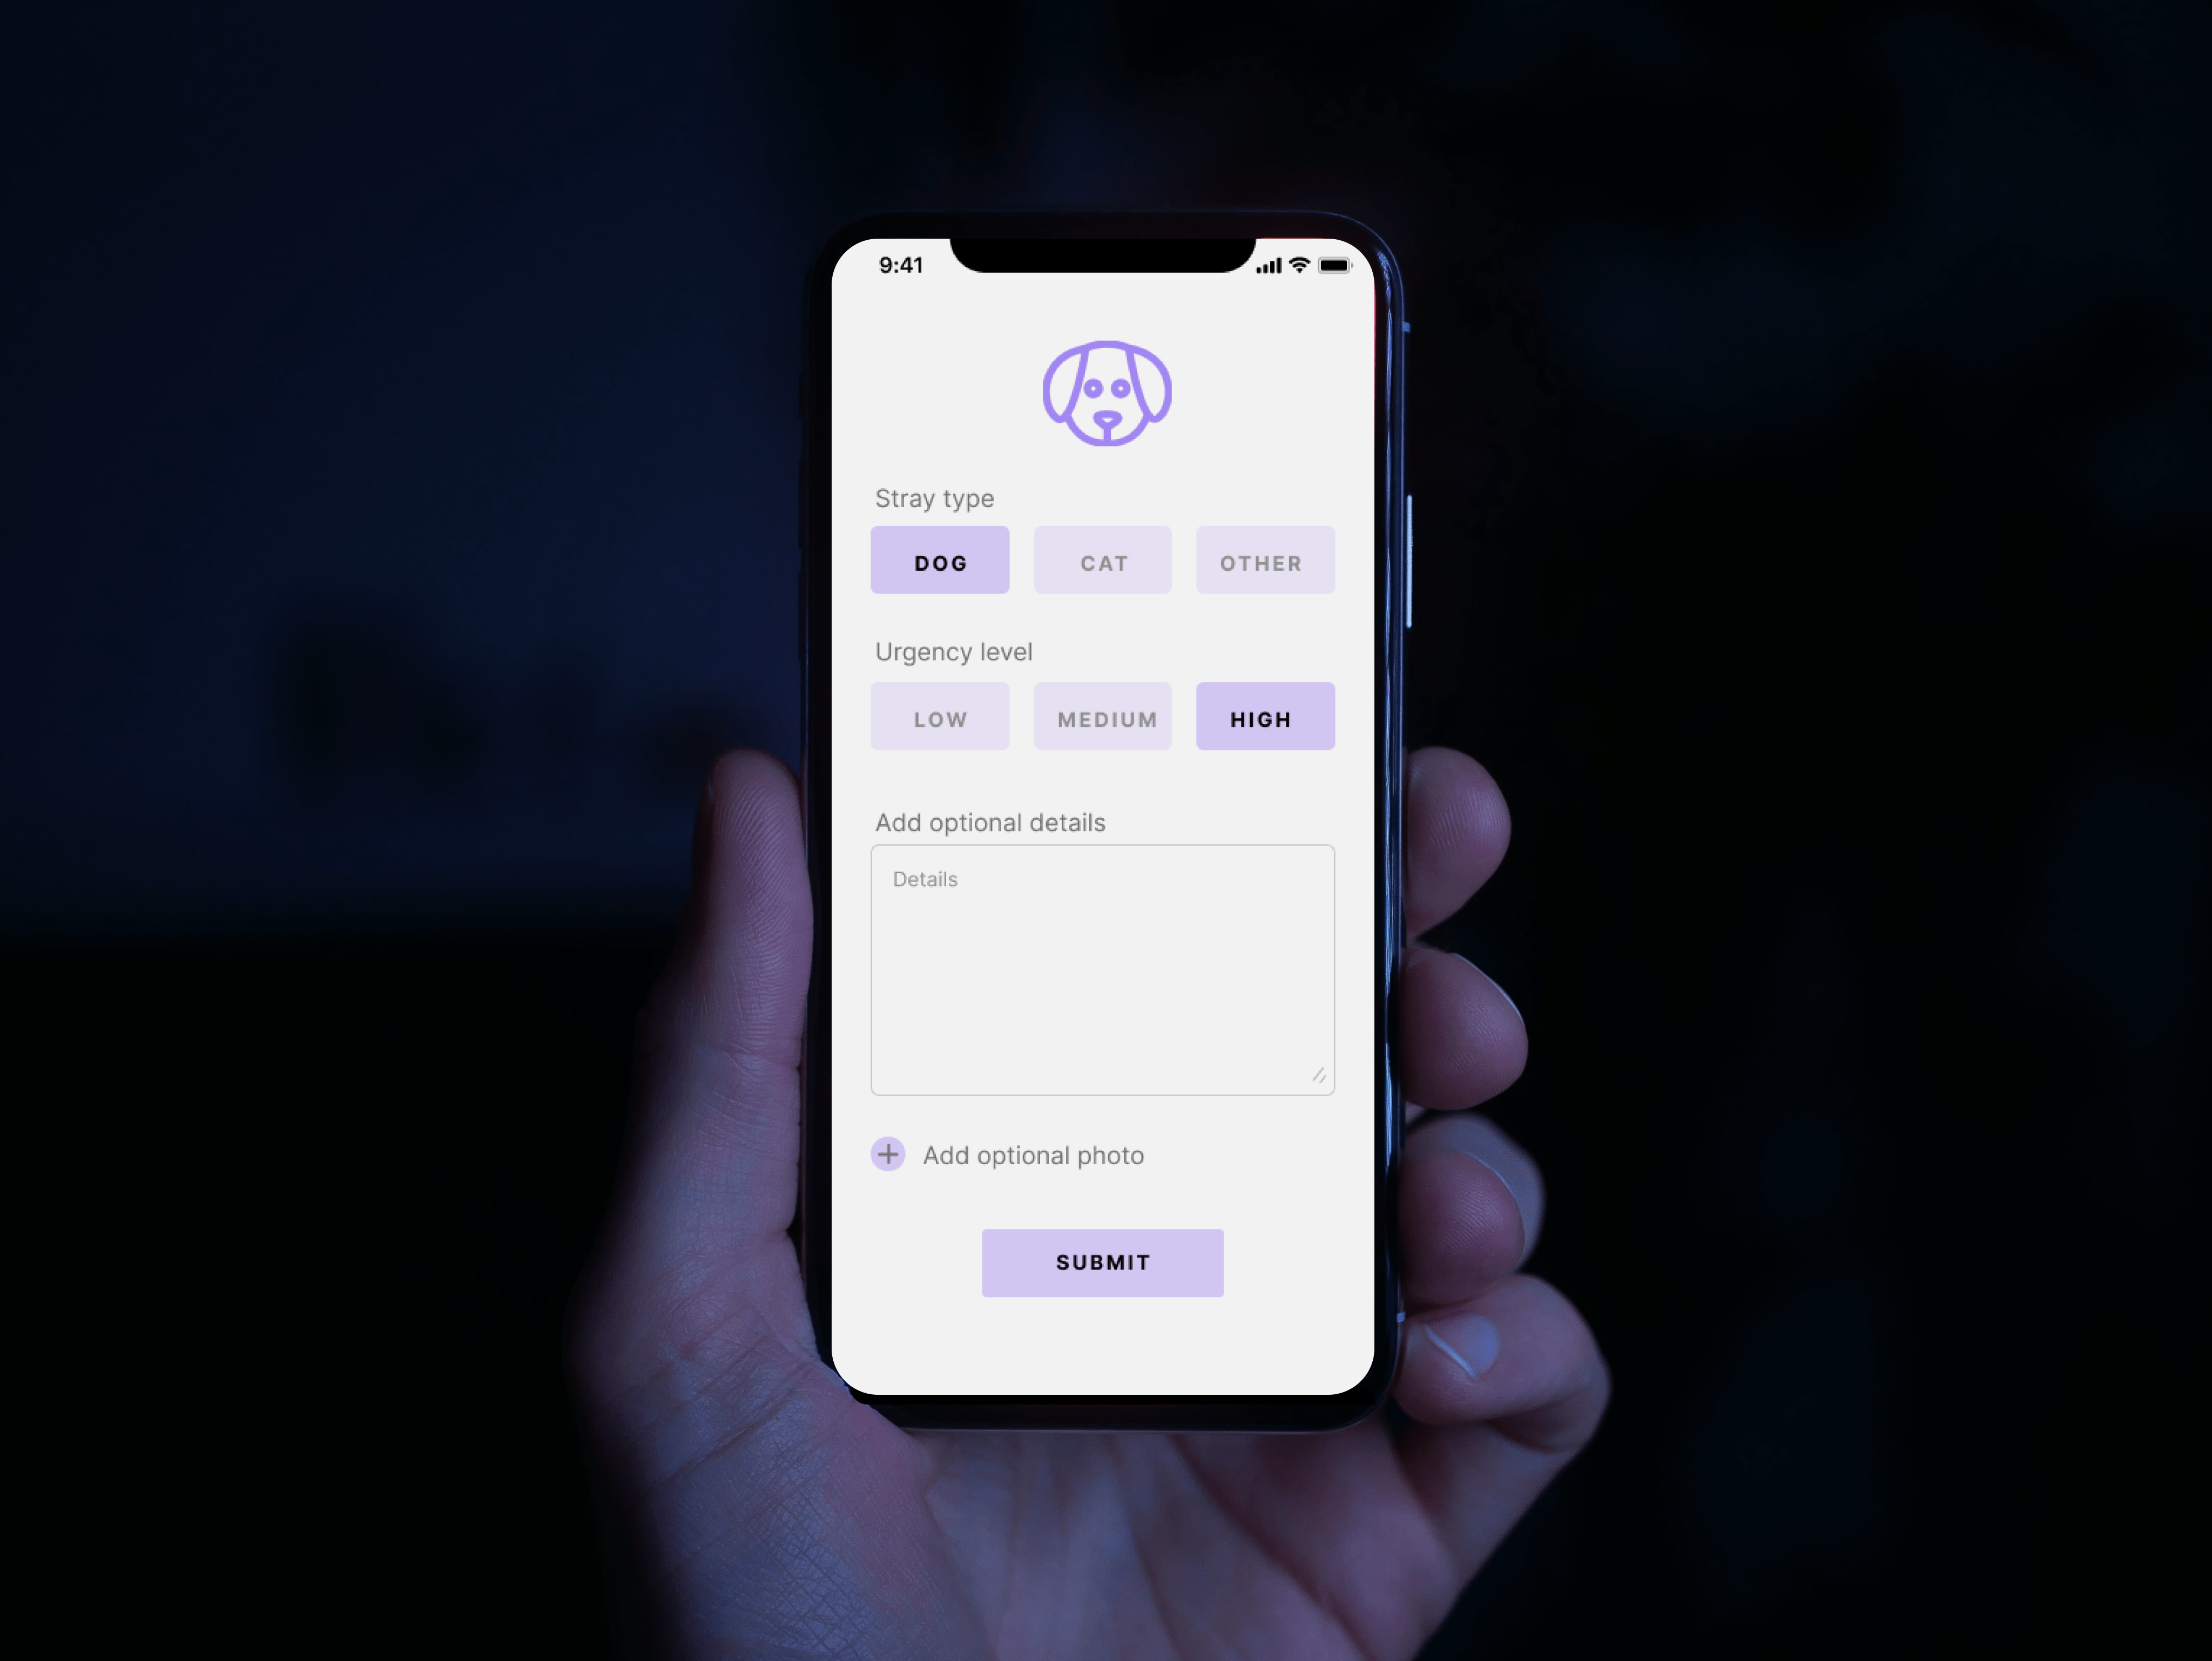 9:41
Stray type
DOG CAT OTHER
Urgency level
LOW MEDIUM HIGH
Add optional details
Details
Add optional photo
SUBMIT